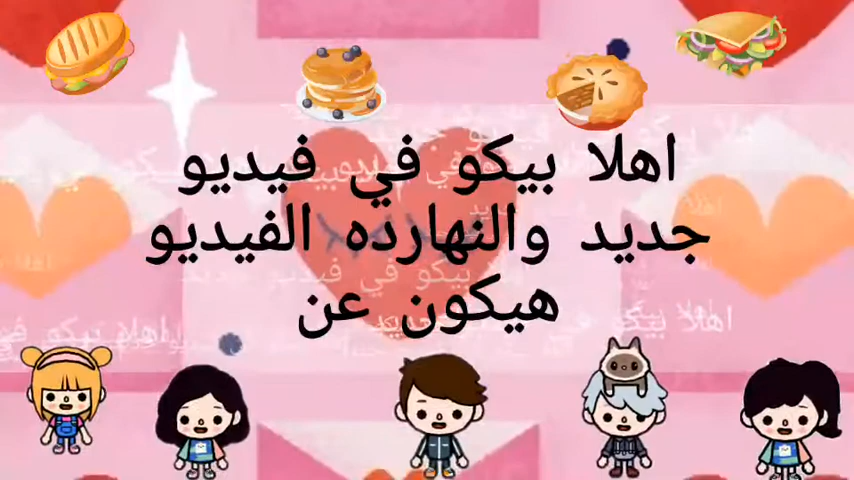 اهلا بيكو في فيديو
جديد والنهارده الفيديو
هيكون عن